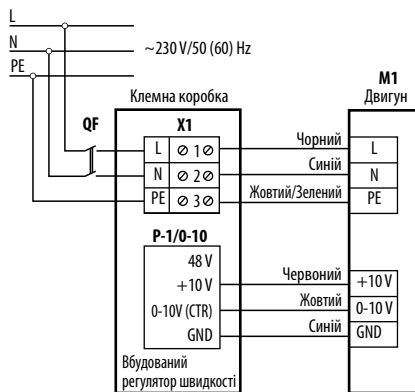 L
N
~230 V/50 (60) Hz
PE
M1
Клемна коробка
Двигун
QF
X1
Чорний
L 1 L
Синій
N 2 N
Жовтий/Зелений
PE 3 PE
P-1/0-10
48 V
Червоний
+10 V +10 V
Жовтий
0-10V (CTR) 0-10 V
Синій
GND GND
Вбудований
регулятор швидкості